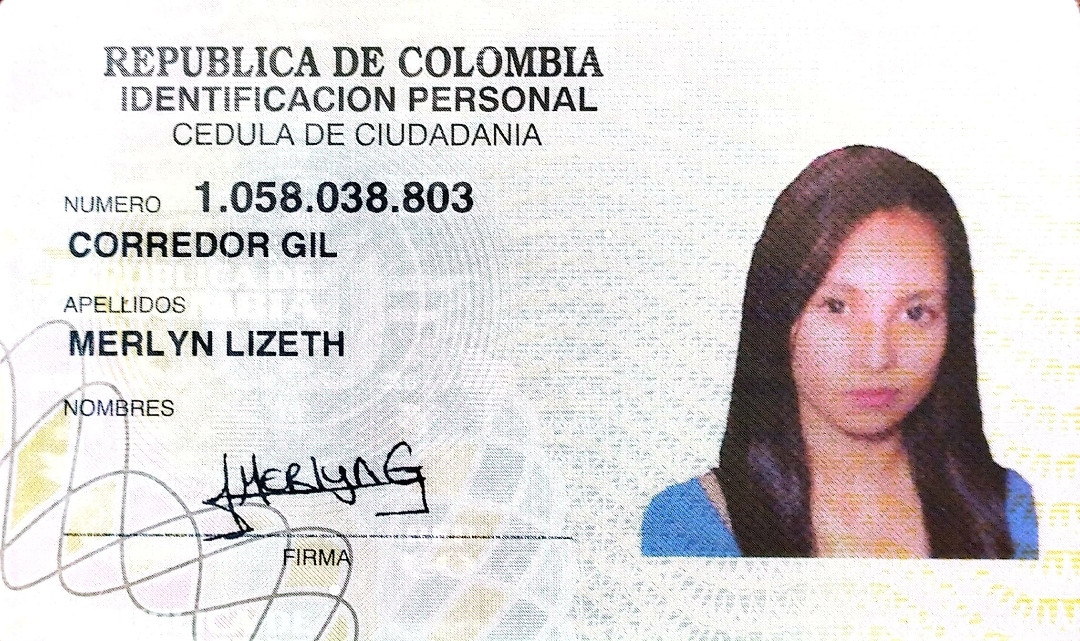 REPUBLICA DE COLOMBIA
IDENTIFICACION PERSONAL
CEDULA DE CIUDADANIA
NUMERO 1.058.038.803
CORREDOR GIL
APELLIDOS
MERLYN LIZETH
NOMBRES
MERlynG
FIRMA